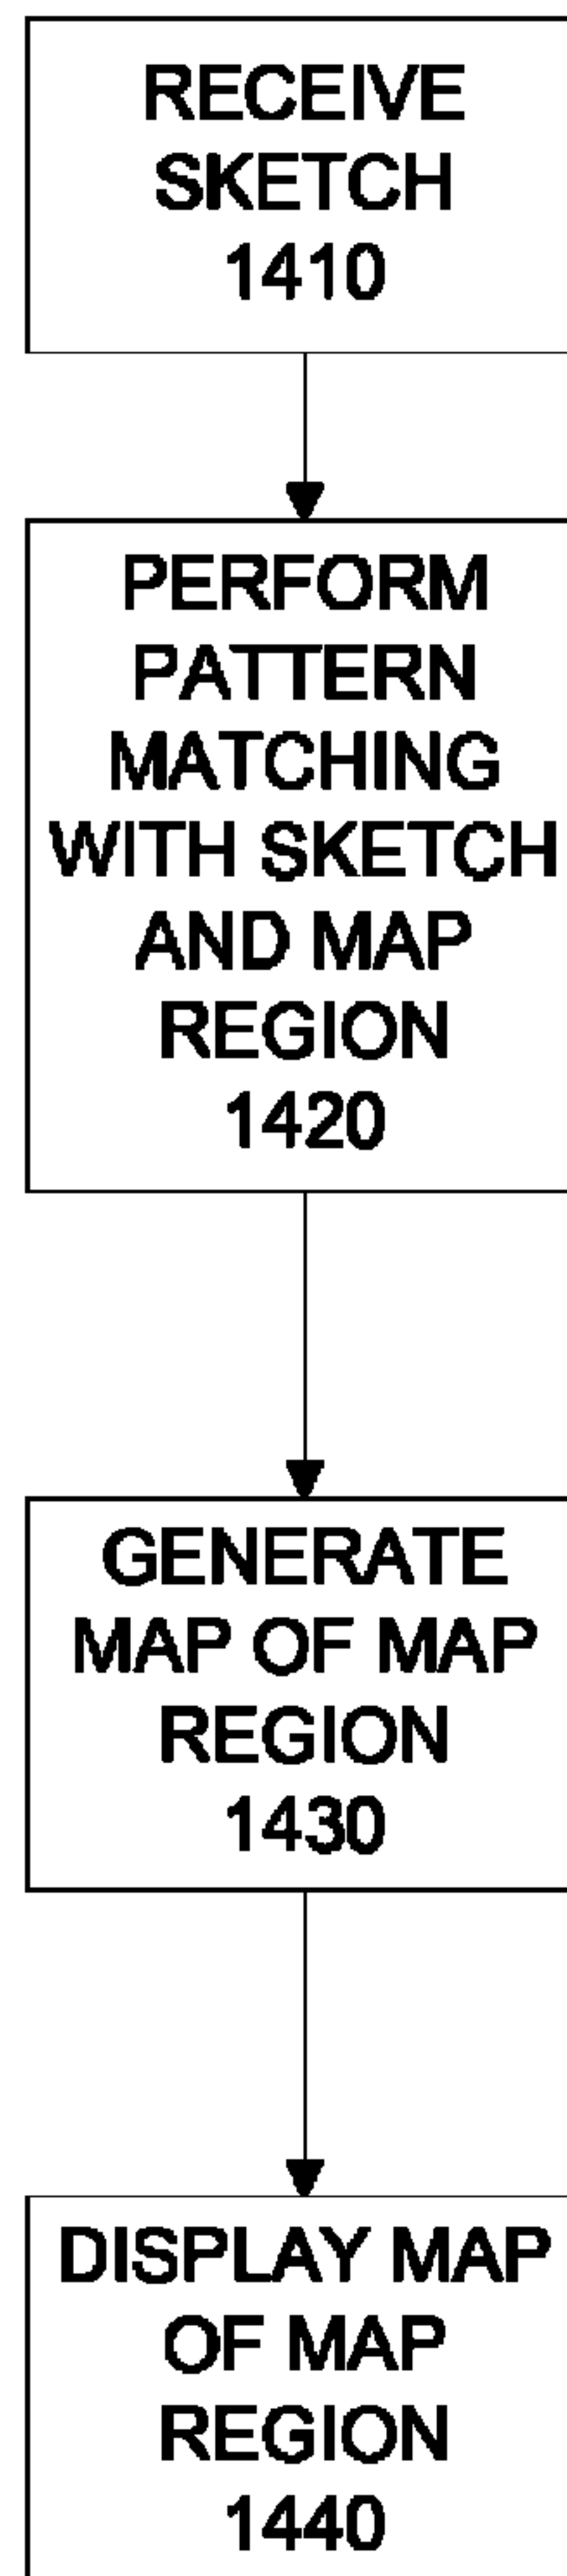 RECEIVE
SKETCH
1410
PERFORM
PATTERN
MATCHING
WITH SKETCH
AND MAP
REGION
1420
GENERATE
MAP OF MAP
REGION
1430
DISPLAY MAP
OF MAP
REGION
1440